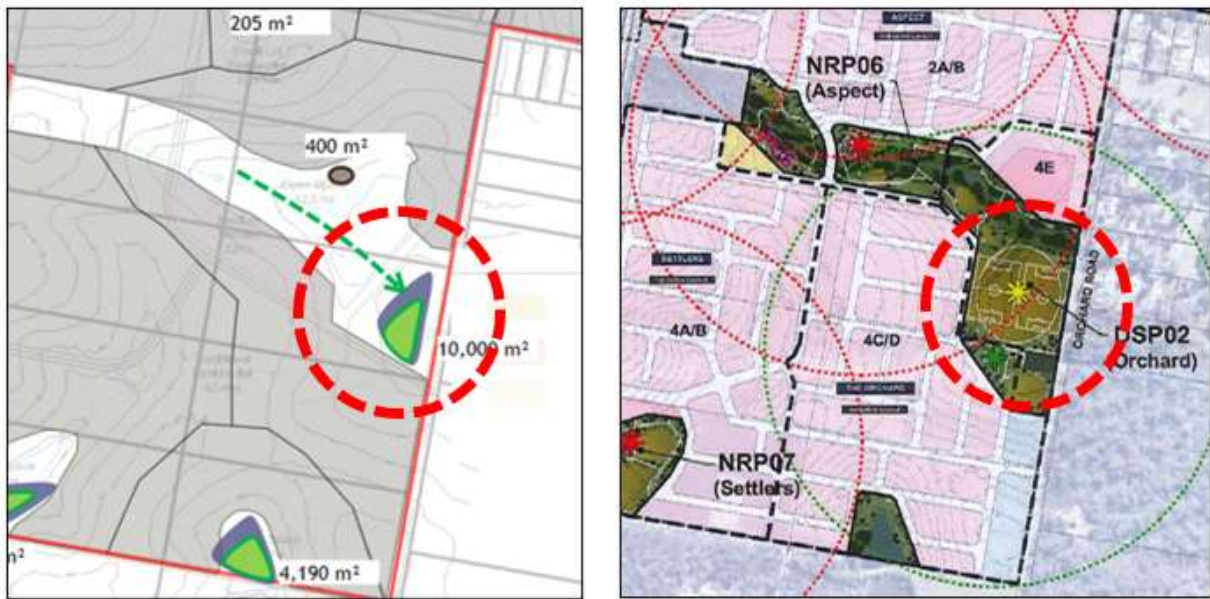 205 m²
400 m²
10,000 m²
4,190 m²
m²
ASPECT
NRP06
(Aspect)
2A/B
4E
SETTLERS
4A/B
4C/D
ORCHARD ROAD
DSP02
(Orchard)
THE ORCHARD
NRP07
(Settlers)